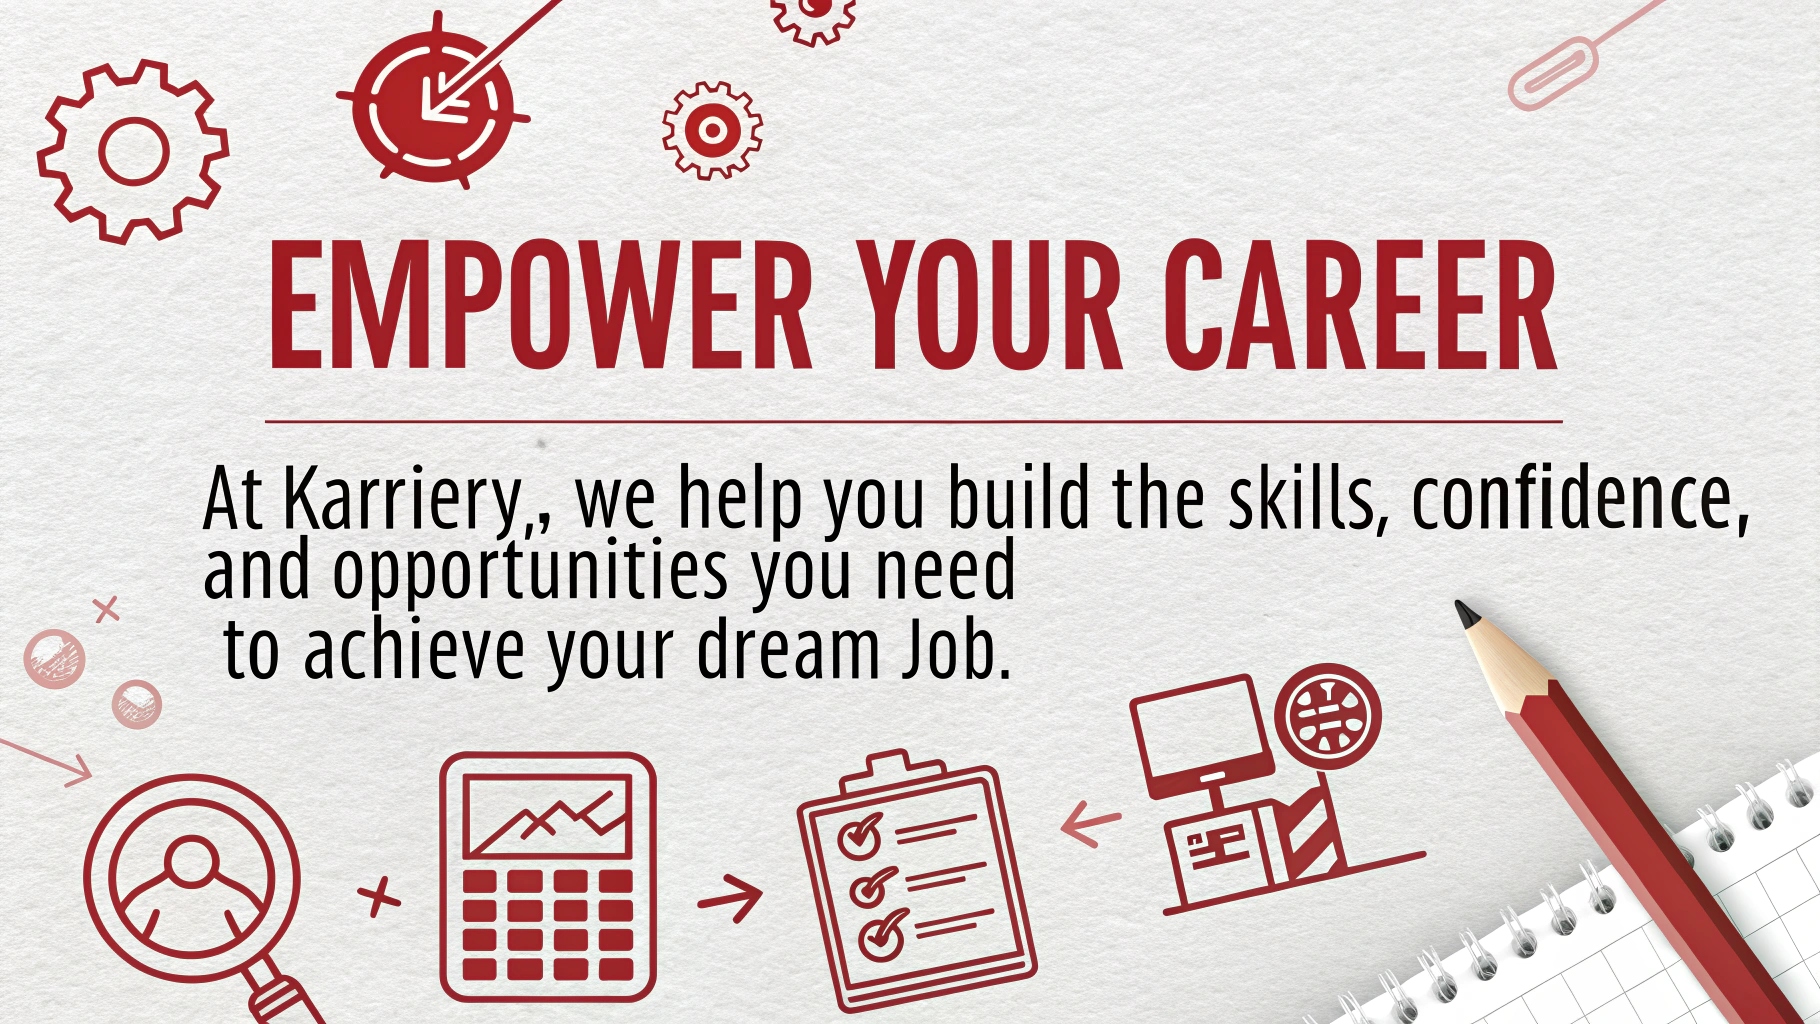 EMPOWER YOUR CAREER
At Karriery,, we help you build the skills, confidence,
and opportunities you need
to achieve your dream Job.